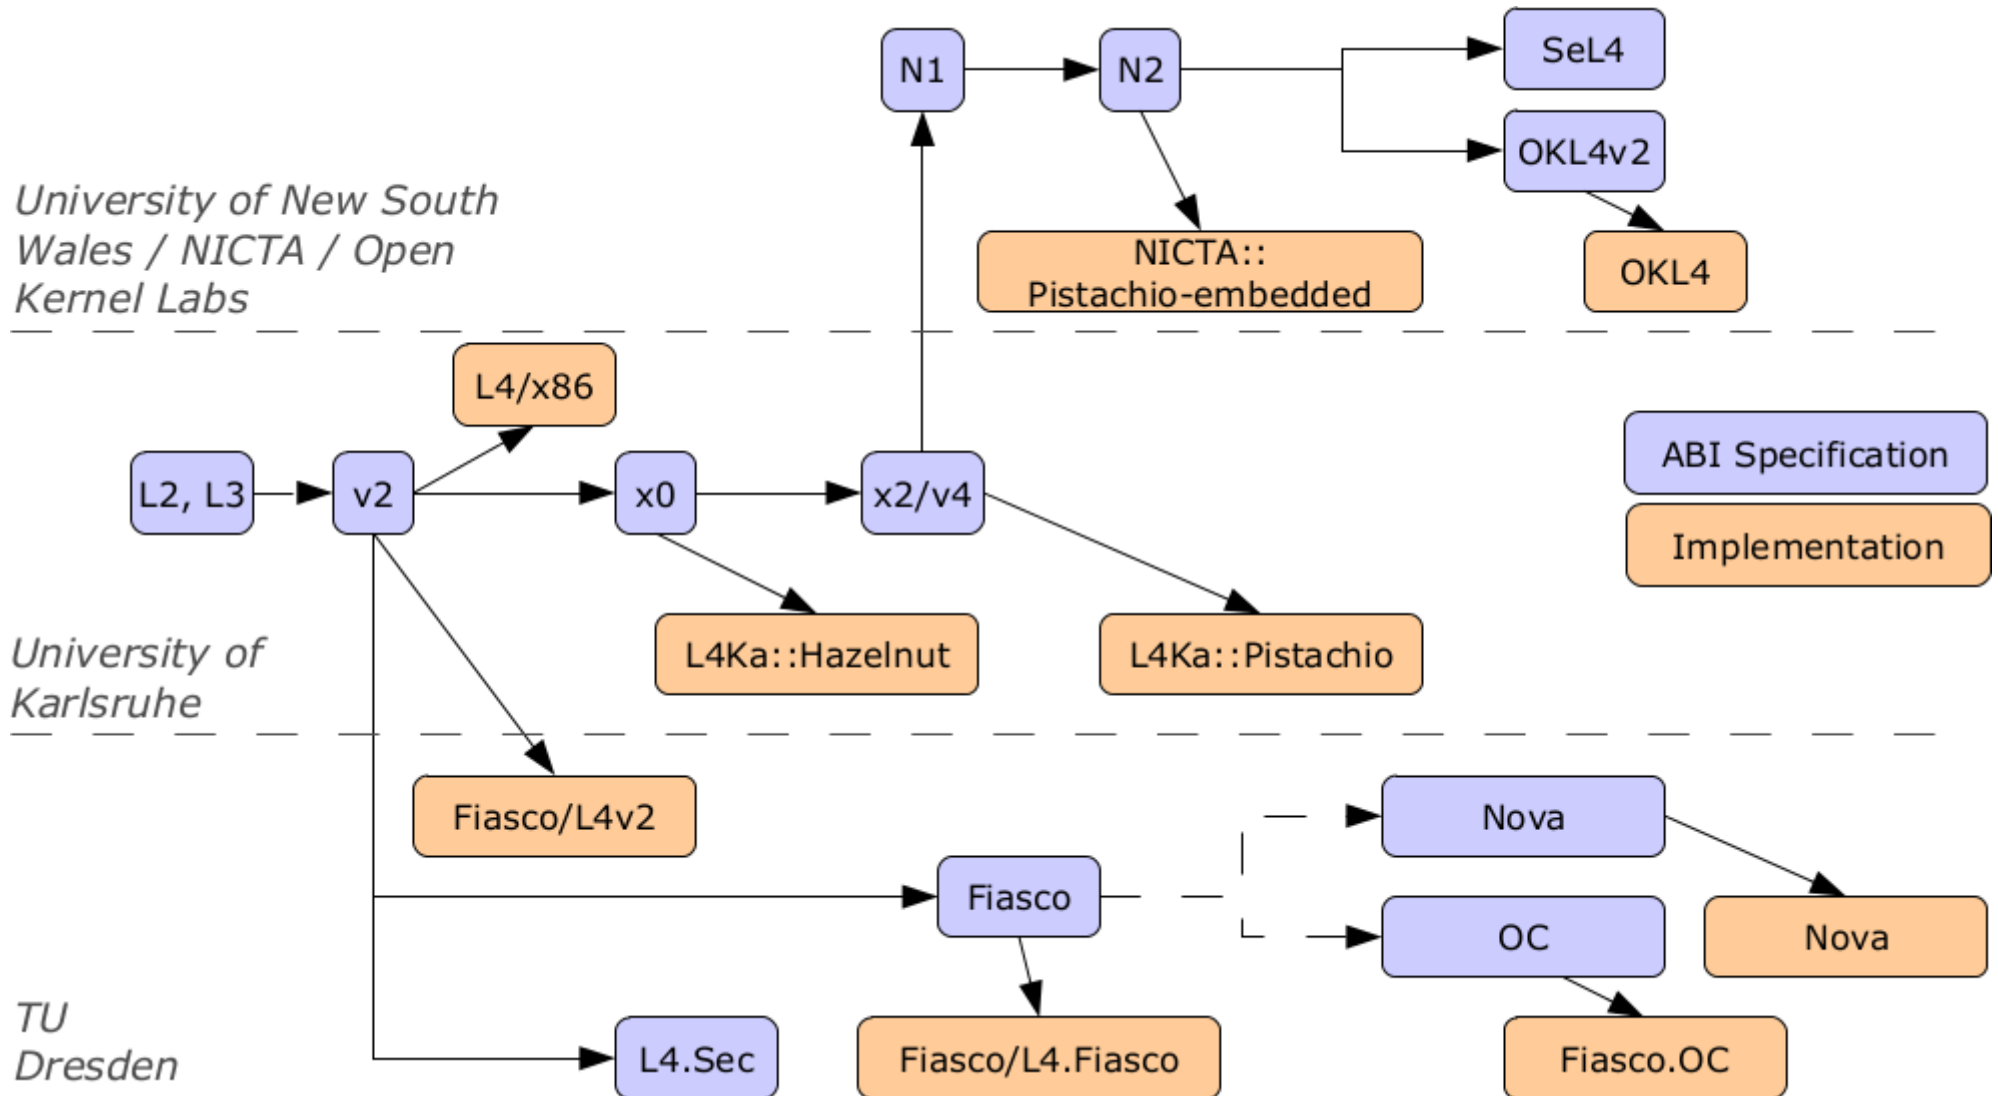 N1
N2
SeL4
OKL4v2
University of New South
Wales / NICTA / Open
Kernel Labs
NICTA::
Pistachio-embedded
OKL4
L4/x86
L2, L3
v2
x0
x2/v4
ABI Specification
Implementation
L4Ka::Hazelnut
L4Ka::Pistachio
University of
Karlsruhe
Fiasco/L4v2
Nova
Fiasco
OC
Nova
TU
Dresden
L4.Sec
Fiasco/L4.Fiasco
Fiasco.OC